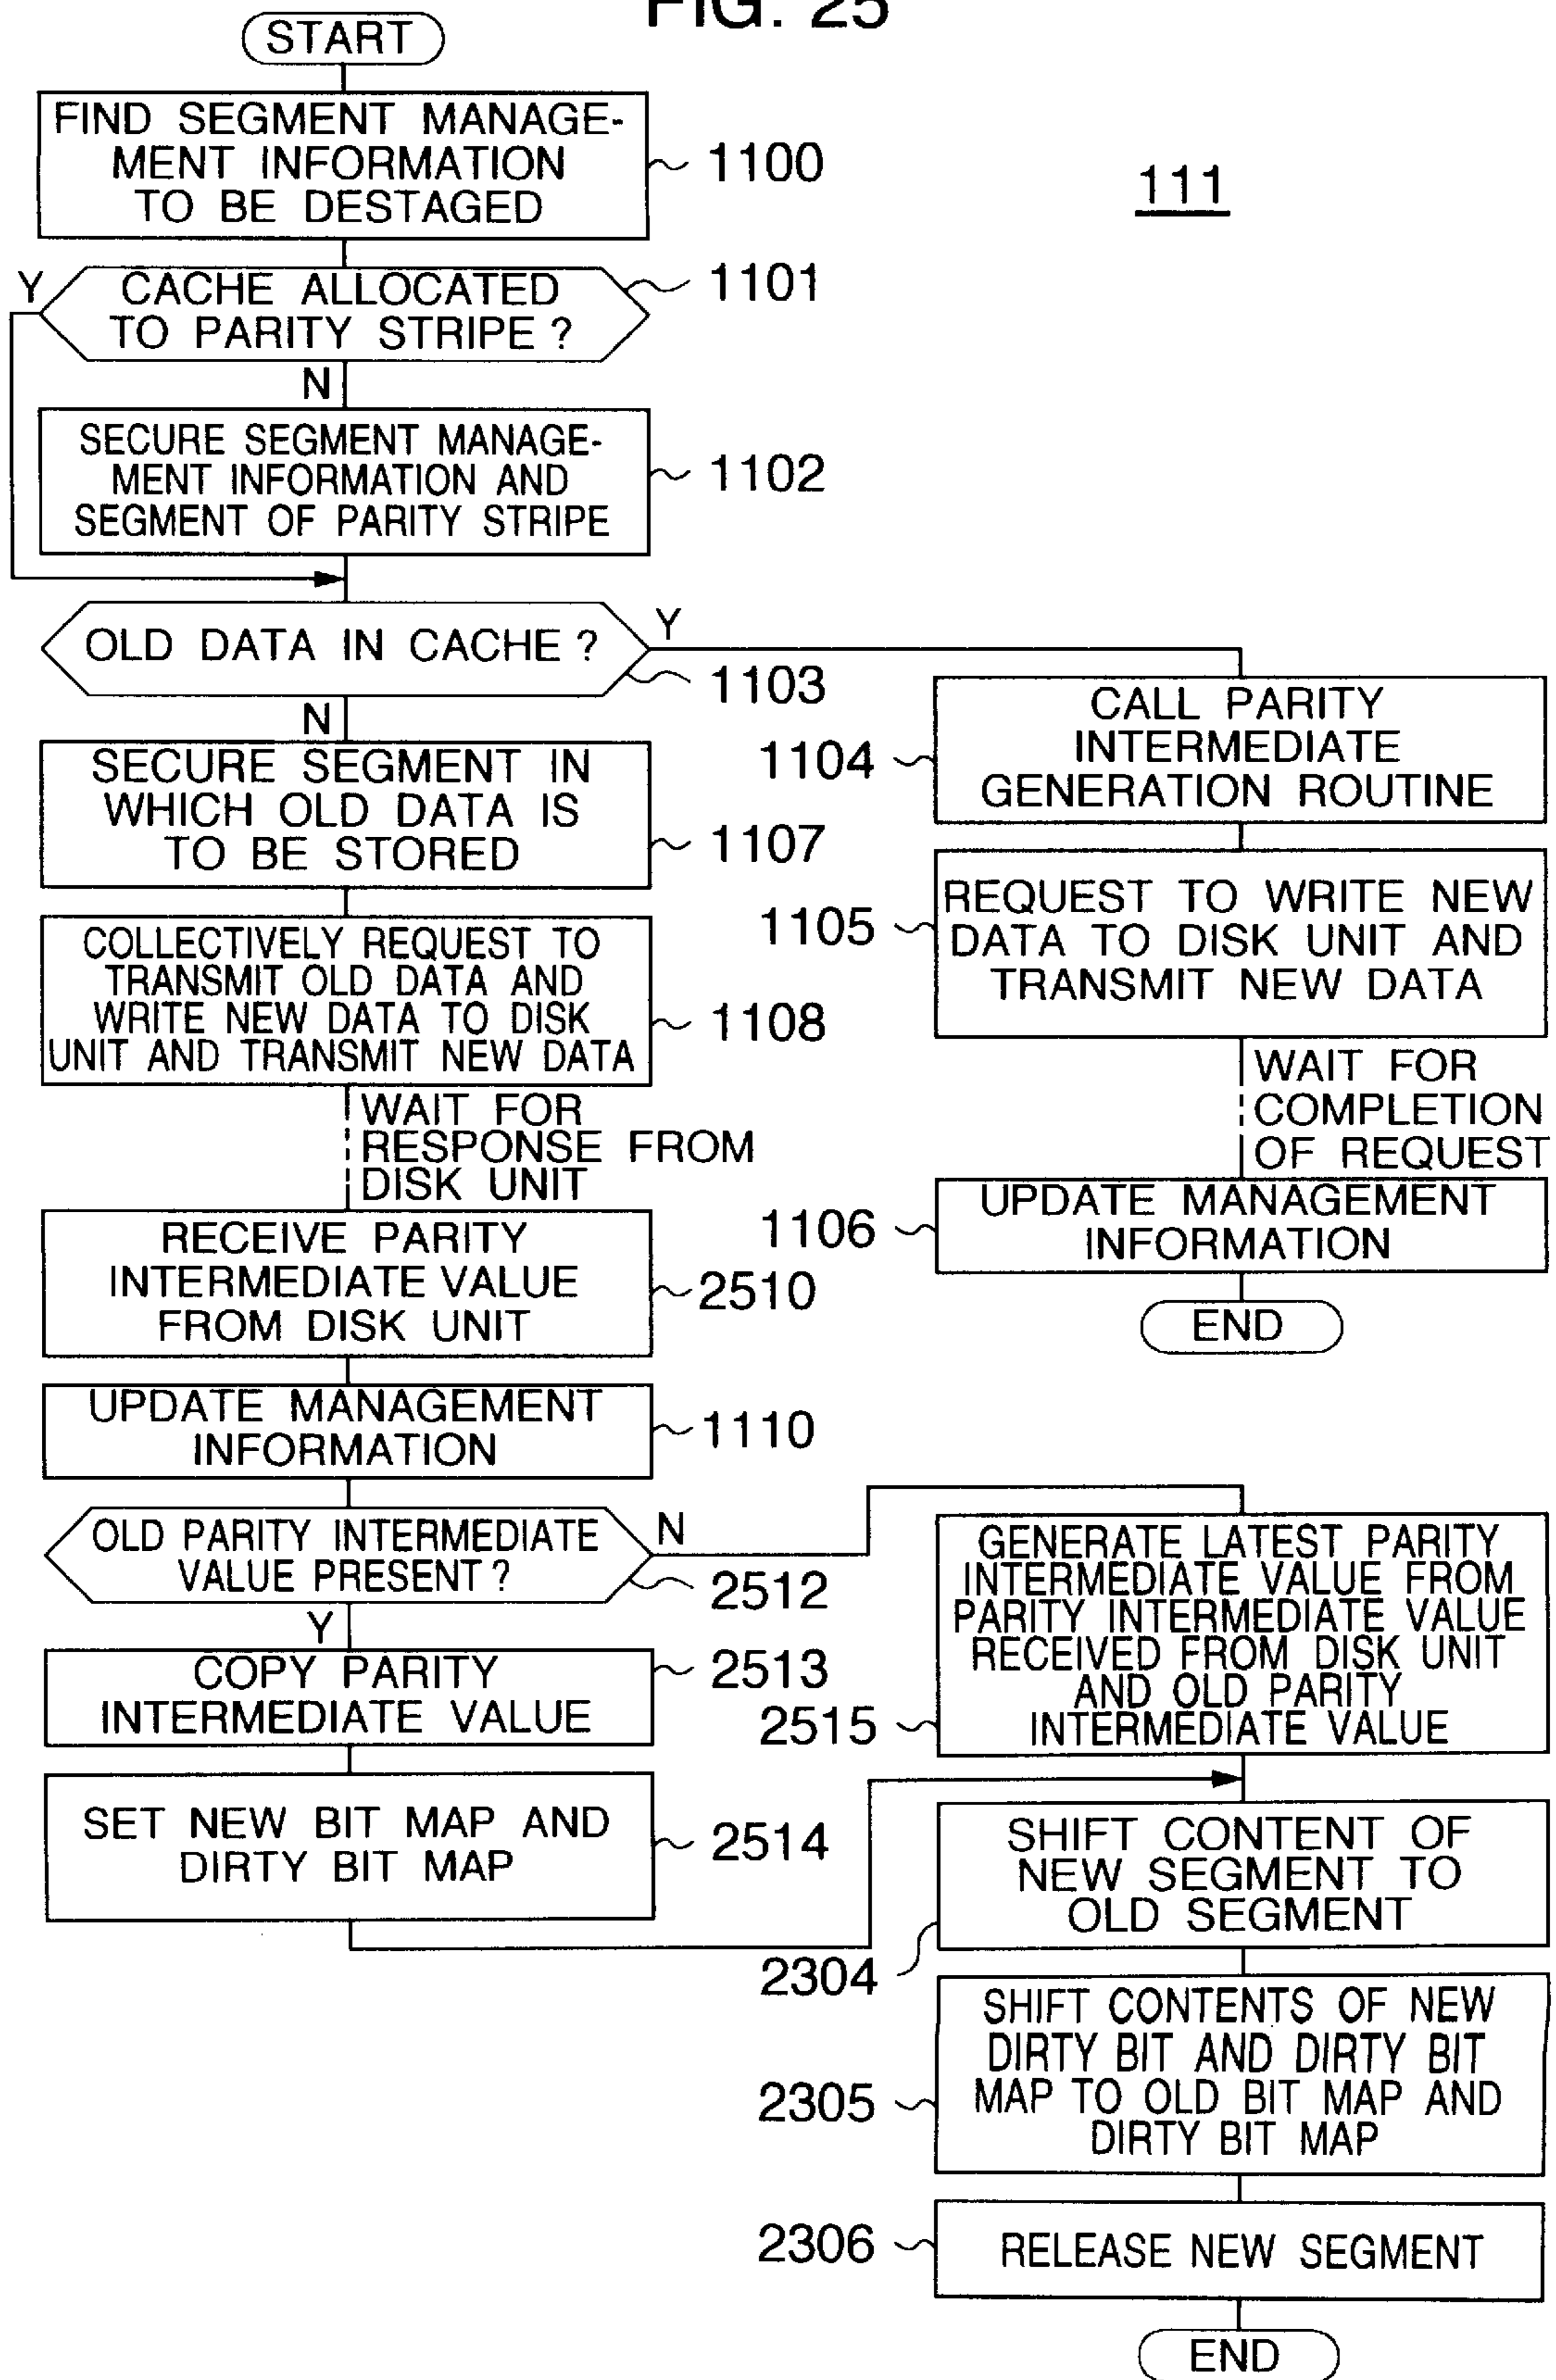 FIG. 25
START
FIND SEGMENT MANAGE-
MENT INFORMATION
TO BE DESTAGED
1100
111
Y
CACHE ALLOCATED
TO PARITY STRIPE ?
1101
N
SECURE SEGMENT MANAGE-
MENT INFORMATION AND
SEGMENT OF PARITY STRIPE
1102
OLD DATA IN CACHE ?
Y
1103
N
SECURE SEGMENT IN
WHICH OLD DATA IS
TO BE STORED
1107
COLLECTIVELY REQUEST TO
TRANSMIT OLD DATA AND
WRITE NEW DATA TO DISK
UNIT AND TRANSMIT NEW DATA
1108
WAIT FOR
RESPONSE FROM
DISK UNIT
RECEIVE PARITY
INTERMEDIATE VALUE
FROM DISK UNIT
2510
UPDATE MANAGEMENT
INFORMATION
1110
OLD PARITY INTERMEDIATE
VALUE PRESENT ?
N
2512
Y
COPY PARITY
INTERMEDIATE VALUE
2513
SET NEW BIT MAP AND
DIRTY BIT MAP
2514
CALL PARITY
INTERMEDIATE
GENERATION ROUTINE
1104
REQUEST TO WRITE NEW
DATA TO DISK UNIT AND
TRANSMIT NEW DATA
1105
WAIT FOR
COMPLETION
OF REQUEST
UPDATE MANAGEMENT
INFORMATION
1106
END
GENERATE LATEST PARITY
INTERMEDIATE VALUE FROM
PARITY INTERMEDIATE VALUE
RECEIVED FROM DISK UNIT
AND OLD PARITY
INTERMEDIATE VALUE
2515
SHIFT CONTENT OF
NEW SEGMENT TO
OLD SEGMENT
2304
SHIFT CONTENTS OF NEW
DIRTY BIT AND DIRTY BIT
MAP TO OLD BIT MAP AND
DIRTY BIT MAP
2305
RELEASE NEW SEGMENT
2306
END